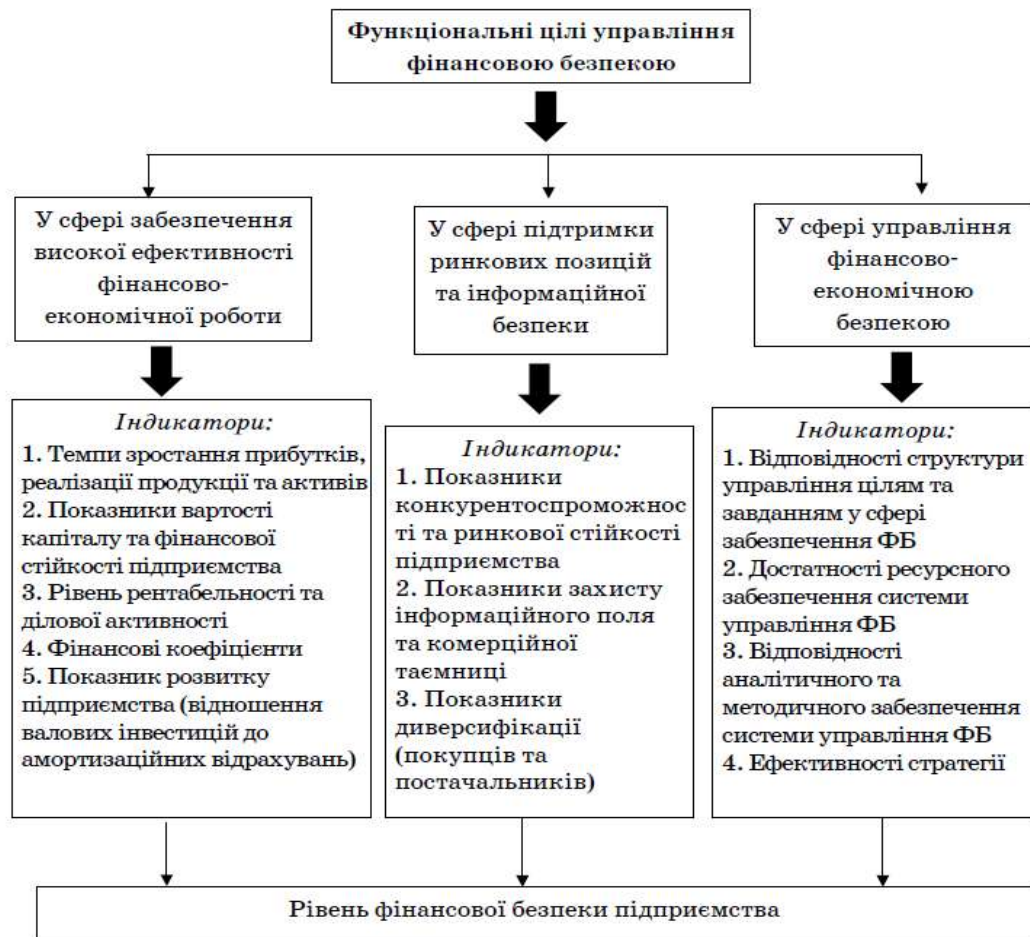 Функціональні цілі управління
фінансовою безпекою
У сфері забезпечення
високої ефективності
фінансово-
економічної роботи
У сфері підтримки
ринкових позицій
та інформаційної
безпеки
У сфері управління
фінансово-
економічною
безпекою
Індикатори:
1. Темпи зростання прибутків,
реалізації продукції та активів
2. Показники вартості
капіталу та фінансової
стійкості підприємства
3. Рівень рентабельності та
ділової активності
4. Фінансові коефіцієнти
5. Показник розвитку
підприємства (відношення
валових інвестицій до
амортизаційних відрахувань)
Індикатори:
1. Показники
конкурентоспроможнос
ті та ринкової стійкості
підприємства
2. Показники захисту
інформаційного поля
та комерційної
таємниці
3. Показники
диверсифікації
(покупців та
постачальників)
Індикатори:
1. Відповідності структури
управління цілям та
завданням у сфері
забезпечення ФБ
2. Достатності ресурсного
забезпечення системи
управління ФБ
3. Відповідності
аналітичного та
методичного забезпечення
системи управління ФБ
4. Ефективності стратегії
Рівень фінансової безпеки підприємства